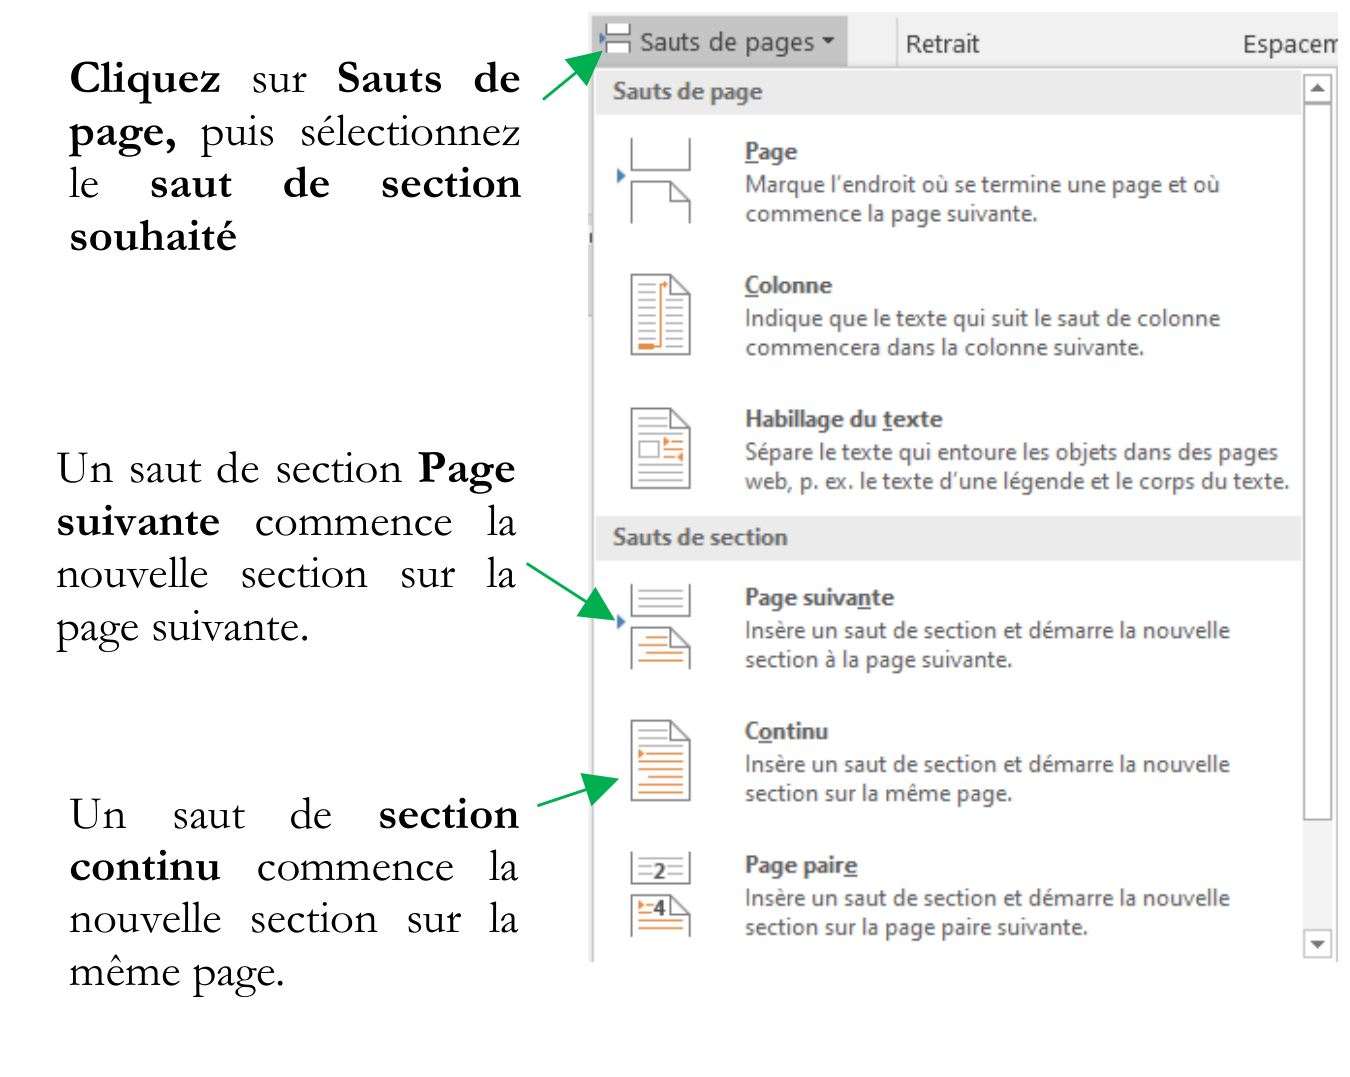 Cliquez sur Sauts de
page, puis sélectionnez
le saut de section
souhaité
Un saut de section Page
suivante commence la
nouvelle section sur la
page suivante.
Un saut de section
continu commence la
nouvelle section sur la
même page.
Sauts de pages
Retrait
Espacem
Sauts de page
Page
Marque l'endroit où se termine une page et où
commence la page suivante.
Colonne
Indique que le texte qui suit le saut de colonne
commencera dans la colonne suivante.
Habillage du texte
Sépare le texte qui entoure les objets dans des pages
web, p. ex. le texte d'une légende et le corps du texte.
Sauts de section
Page suivante
Insère un saut de section et démarre la nouvelle
section à la page suivante.
Continu
Insère un saut de section et démarre la nouvelle
section sur la même page.
2
4
Page paire
Insère un saut de section et démarre la nouvelle
section sur la page paire suivante.